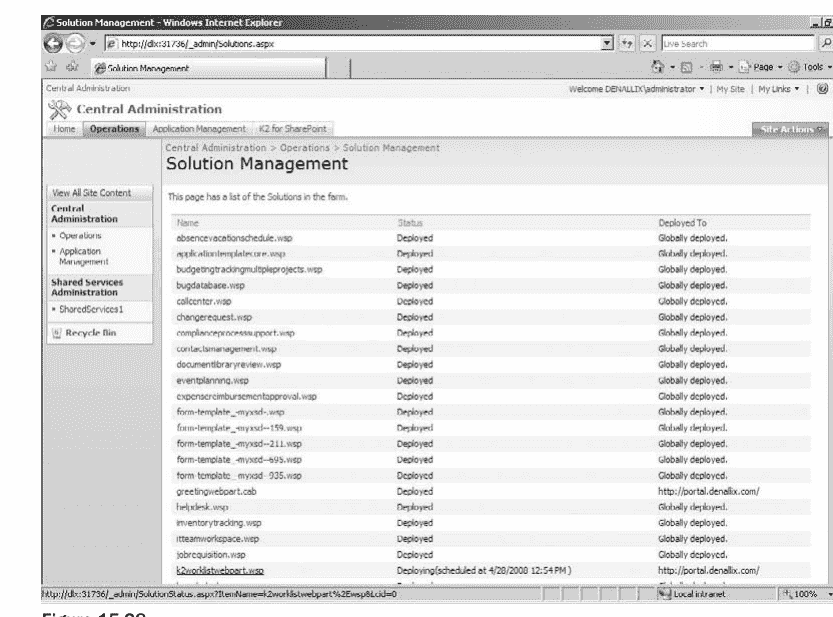 Solution Management - Windows Internet Explorer
http://dlx:31736/_admin/Solutions.aspx
Live Search
Solution Management
Page
Tools
Central Administration
Welcome DENALLIX\administrator | My Site | My Links |
Central Administration
Home Operations Application Management K2 for SharePoint
Site Actions
Central Administration > Operations > Solution Management
Solution Management
View All Site Content
Central
Administration
Operations
Application
Management
Shared Services
Administration
SharedServices1
Recycle Bin
This page has a list of the Solutions in the farm.
Name Status Deployed To
absencevacationschedule.wsp Deployed Globally deployed.
applicationtemplatecore.wsp Deployed Globally deployed.
budgetingtrackingmultipleprojects.wsp Deployed Globally deployed.
bugdatabase.wsp Deployed Globally deployed.
callcenter.wsp Deployed Globally deployed.
changerequest.wsp Deployed Globally deployed.
complianceprocesssupport.wsp Deployed Globally deployed.
contactsmanagement.wsp Deployed Globally deployed.
documentlibraryreview.wsp Deployed Globally deployed.
eventplanning.wsp Deployed Globally deployed.
expensereimbursementapproval.wsp Deployed Globally deployed.
form-template_-myxsd-.wsp Deployed Globally deployed.
form-template_-myxsd--159.wsp Deployed Globally deployed.
form-template_-myxsd--211.wsp Deployed Globally deployed.
form-template_-myxsd--695.wsp Deployed Globally deployed.
form-template_-myxsd--935.wsp Deployed Globally deployed.
greetingwebpart.cab Deployed http://portal.denallix.com/
helpdesk.wsp Deployed Globally deployed.
inventorytracking.wsp Deployed Globally deployed.
itteamworkspace.wsp Deployed Globally deployed.
jobrequisition.wsp Deployed Globally deployed.
k2worklistwebpart.wsp Deploying(scheduled at 4/28/2008 12:54 PM ) http://portal.denallix.com/
http://dlx:31736/_admin/SolutionStatus.aspx?ItemName=k2worklistwebpart%2Ewsp&Lcid=0
Local intranet
100%